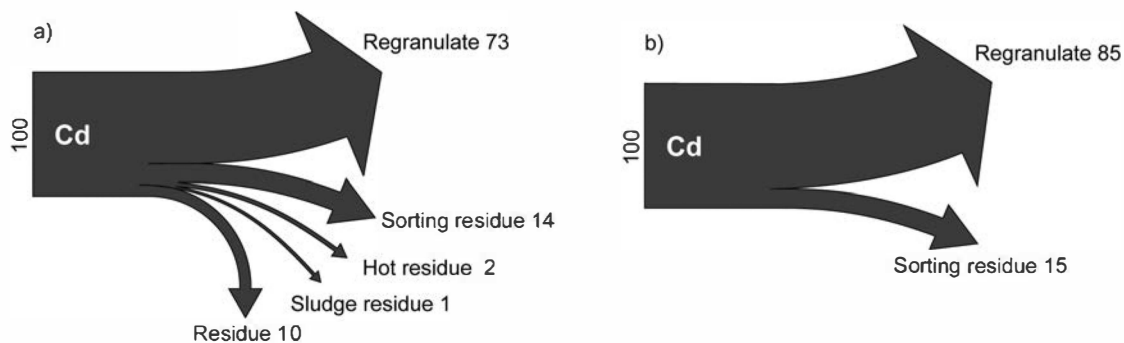 a)
Regranulate 73
100
Cd
Sorting residue 14
Hot residue 2
Sludge residue 1
Residue 10
b)
Regranulate 85
100
Cd
Sorting residue 15